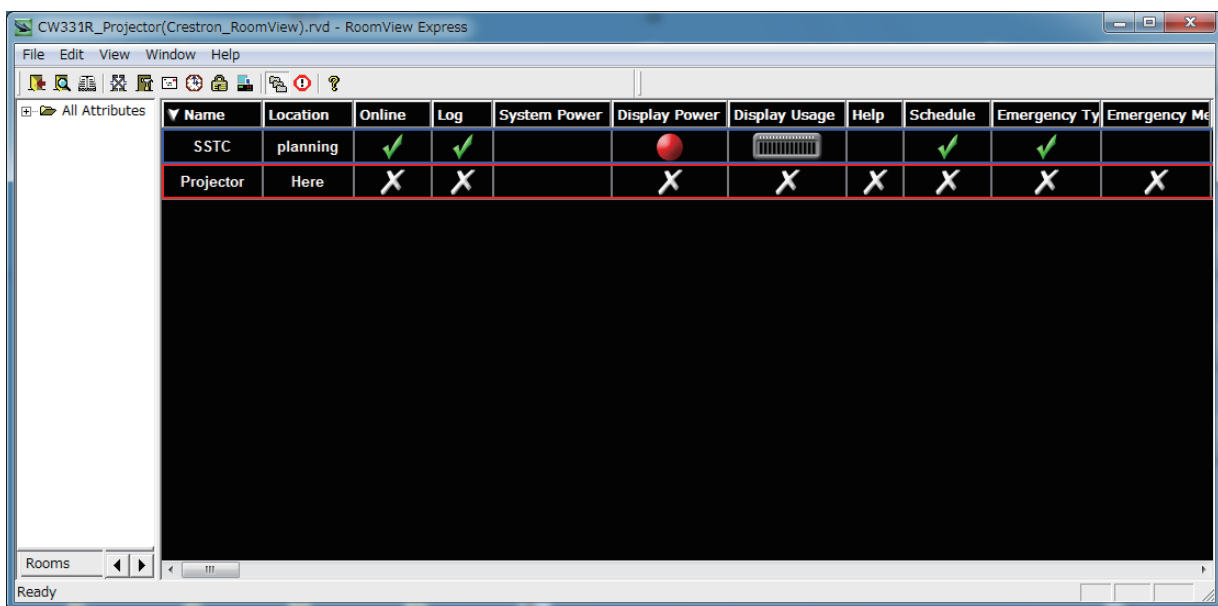 CW331R_Projector(Crestron_RoomView).rvd - RoomView Express
File Edit View Window Help
All Attributes
Name Location Online Log System Power Display Power Display Usage Help Schedule Emergency Ty Emergency Me
SSTC planning
Projector Here
Rooms
Ready